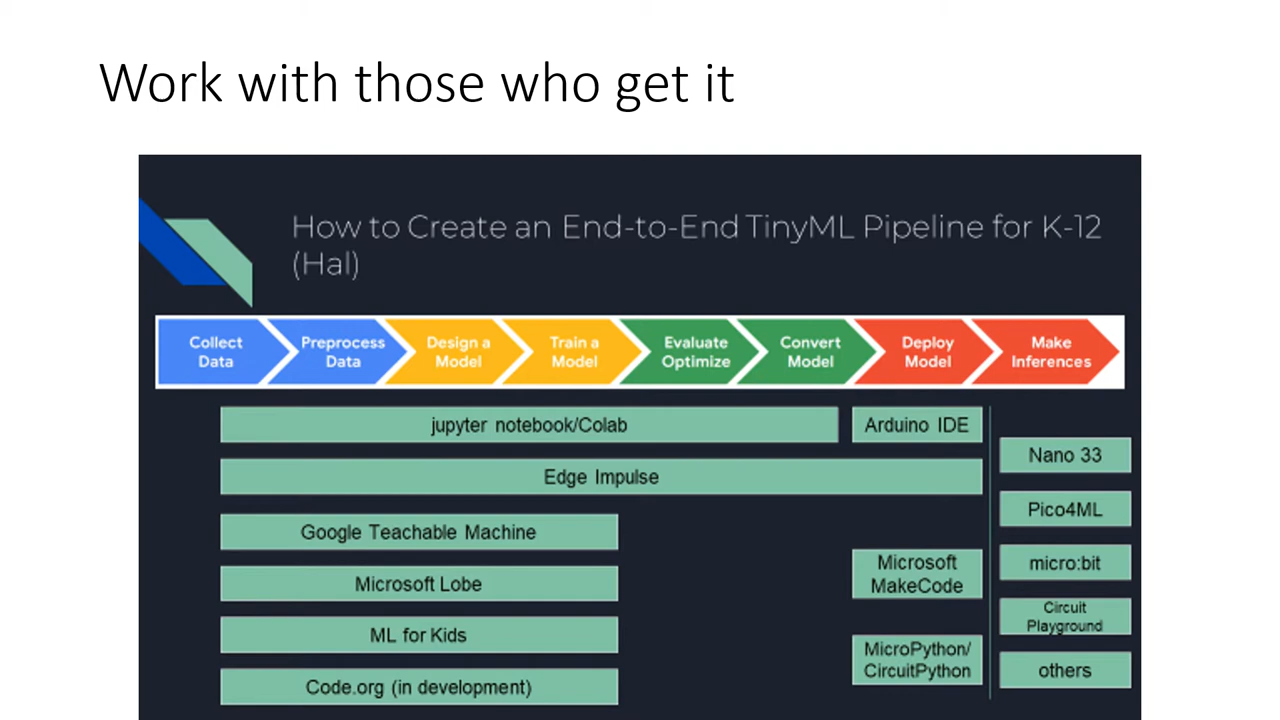 Work with those who get it
How to Create an End-to-End TinyML Pipeline for K-12
(Hal)
Collect
Data
Preprocess
Data
Design a
Model
Train a
Model
Evaluate
Optimize
Convert
Model
Deploy
Model
Make
Inferences
jupyter notebook/Colab
Arduino IDE
Edge Impulse
Google Teachable Machine
Microsoft Lobe
ML for Kids
Code.org (in development)
Microsoft
MakeCode
MicroPython/
CircuitPython
Nano 33
Pico4ML
micro:bit
Circuit
Playground
others